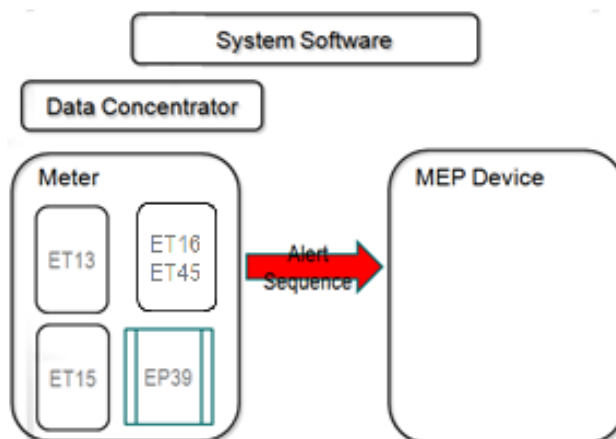 System Software
Data Concentrator
Meter
MEP Device
ET13
ET16
ET45
Alert
Sequence
ET15
EP39